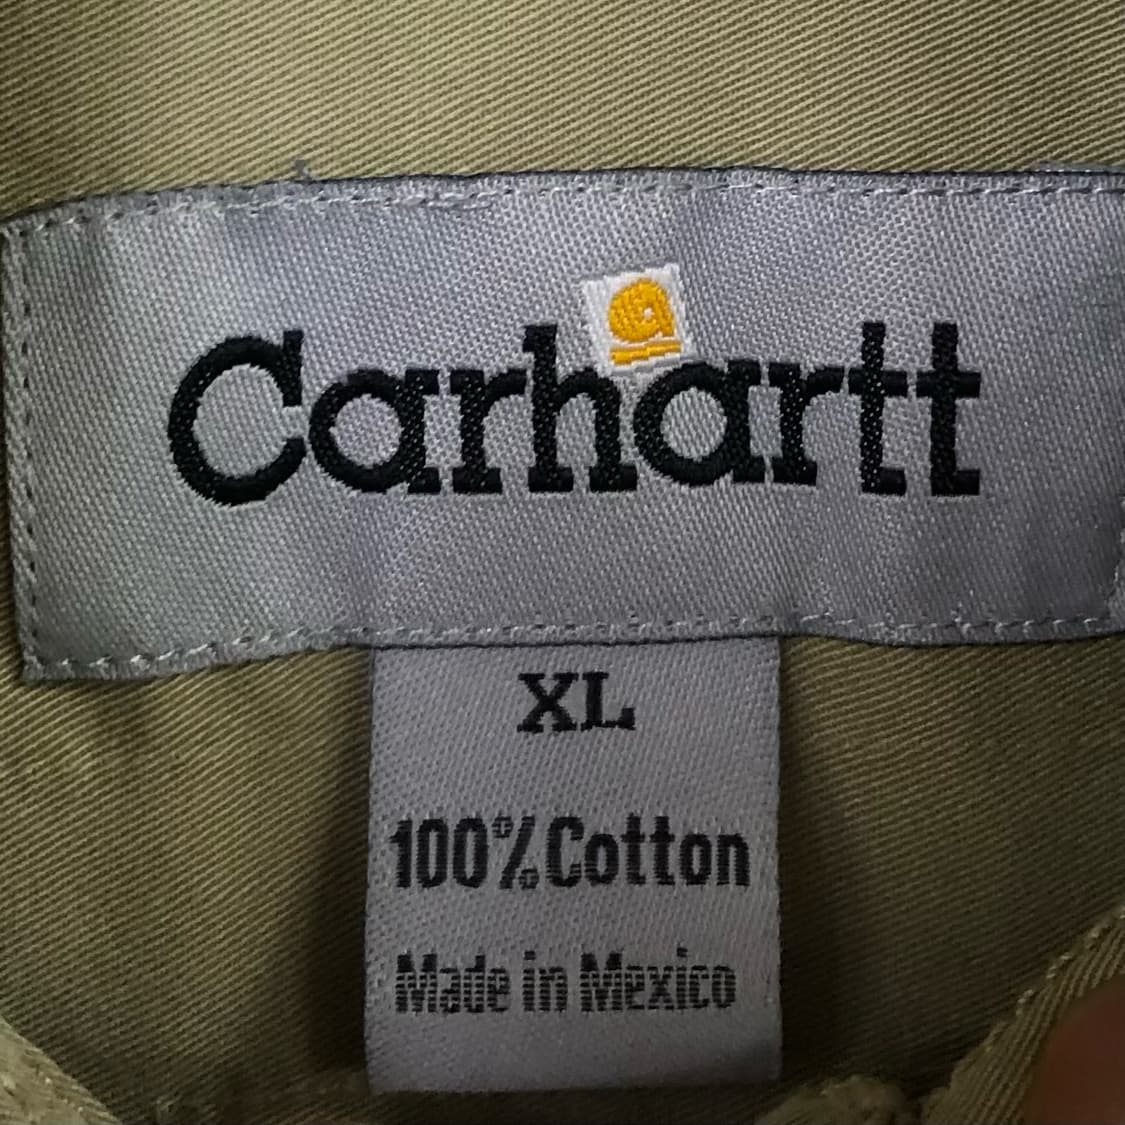 Carhartt
XL
100% Cotton
Made in Mexico